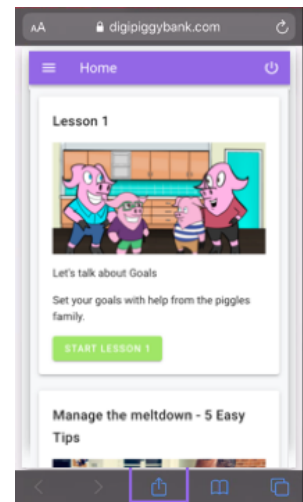 AA digipiggybank.com
Home
Lesson 1
Let's talk about Goals
Set your goals with help from the piggles
family.
START LESSON 1
Manage the meltdown - 5 Easy
Tips